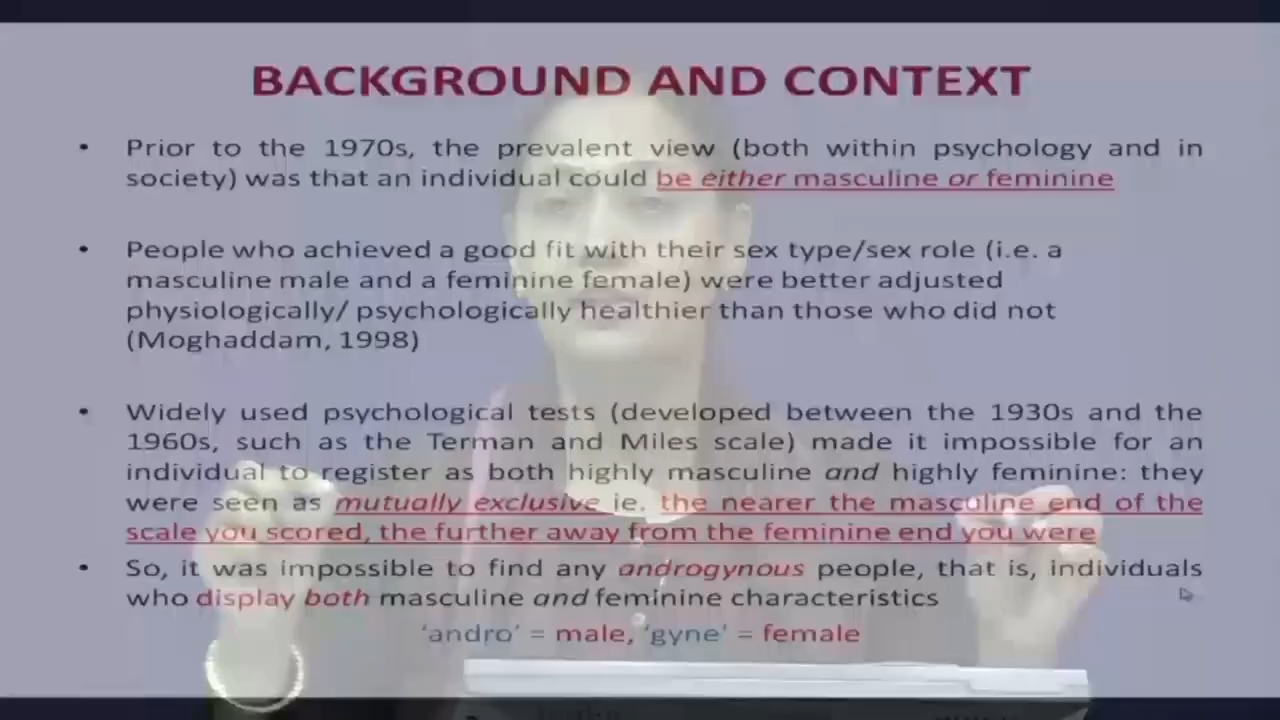 BACKGROUND AND CONTEXT
• Prior to the 1970s, the prevalent view (both within psychology and in
society) was that an individual could be either masculine or feminine
• People who achieved a good fit with their sex type/sex role (i.e. a
masculine male and a feminine female) were better adjusted
physiologically/ psychologically healthier than those who did not
(Moghaddam, 1998)
• Widely used psychological tests (developed between the 1930s and the
1960s, such as the Terman and Miles scale) made it impossible for an
individual to register as both highly masculine and highly feminine: they
were seen as mutually exclusive ie. the nearer the masculine end of the
scale you scored, the further away from the feminine end you were
• So, it was impossible to find any androgynous people, that is, individuals
who display both masculine and feminine characteristics
‘andro’ = male, ‘gyne’ = female